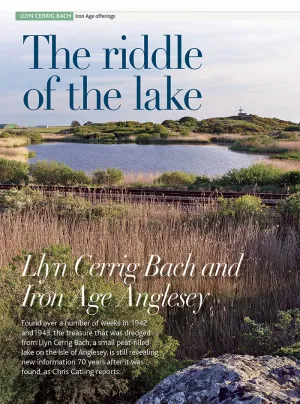 LLYN CERRIG BACH Iron Age offerings
The riddle
of the lake
Llyn Cerrig Bach and
Iron Age Anglesey
Found over a number of weeks in 1942
and 1943, the treasure that was dredged
from Llyn Cerrig Bach, a small peat-filled
lake on the Isle of Anglesey, is still revealing
new information 70 years after it was
found, as Chris Catling reports.